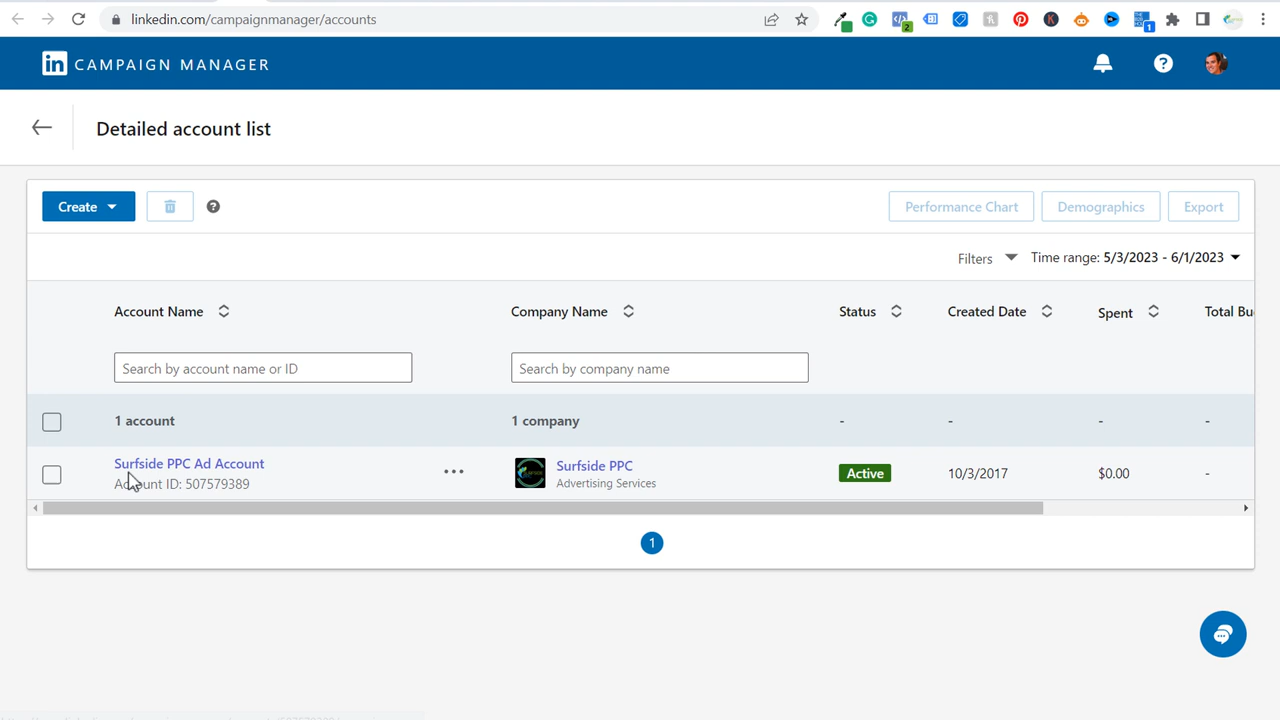 linkedin.com/campaignmanager/accounts
2
1
in CAMPAIGN MANAGER
?
Detailed account list
Create
?
Performance Chart
Demographics
Export
Filters
Time range: 5/3/2023 - 6/1/2023
Account Name
Company Name
Status
Created Date
Spent
Total Bu
Search by account name or ID
Search by company name
1 account
1 company
-
-
-
-
Surfside PPC Ad Account
Account ID: 507579389
Surfside PPC
Advertising Services
Active
10/3/2017
$0.00
-
1